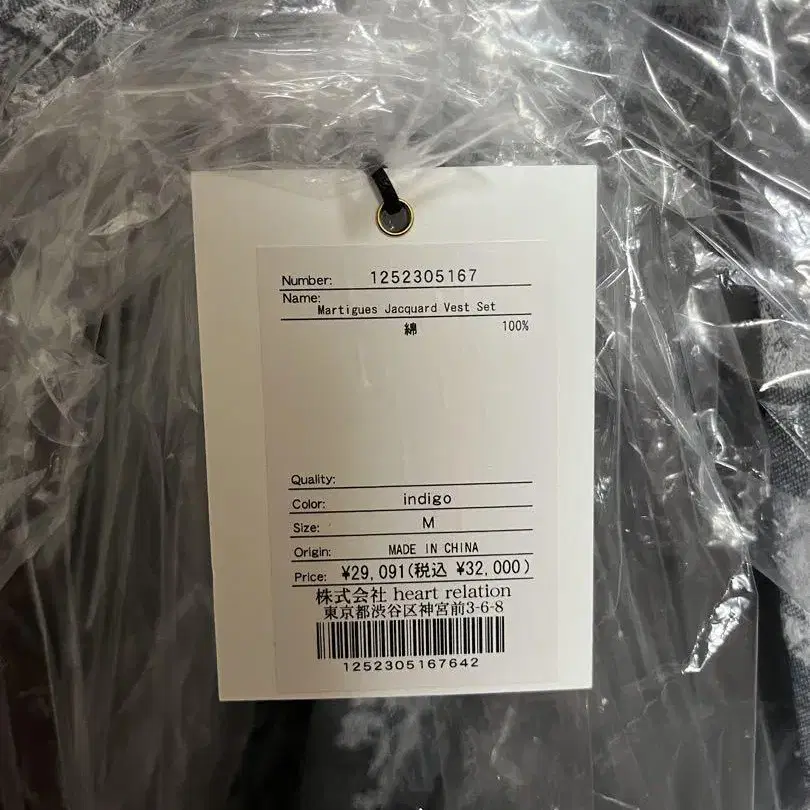 Number: 1252305167
Name:
Martigues Jacquard Vest Set
綿 100%
Quality:
Color: indigo
Size: M
Origin: MADE IN CHINA
Price: ¥29,091(税込 ¥32,000)
株式会社 heart relation
東京都渋谷区神宮前3-6-8
1252305167642